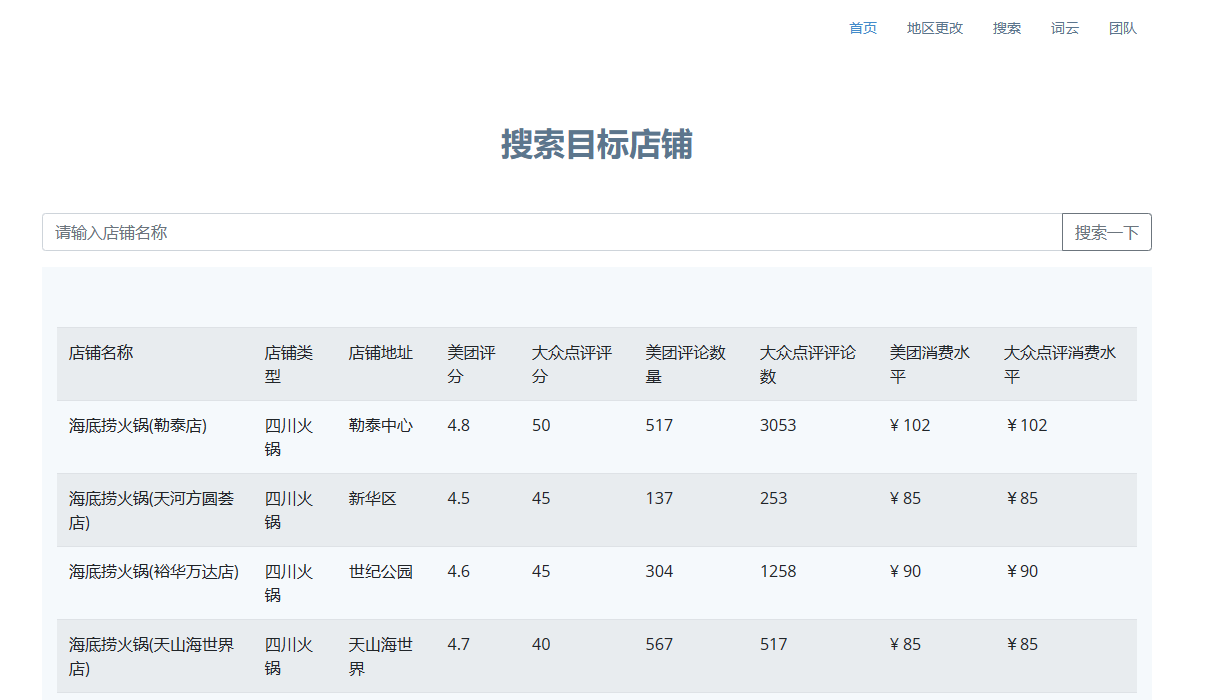 首页 地区更改 搜索 词云 团队
搜索目标店铺
请输入店铺名称 搜索一下
店铺名称 店铺类型 店铺地址 美团评分 大众点评评分 美团评论数量 大众点评评论数 美团消费水平 大众点评消费水平
海底捞火锅(勒泰店) 四川火锅 勒泰中心 4.8 50 517 3053 ¥ 102 ¥102
海底捞火锅(天河方圆荟店) 四川火锅 新华区 4.5 45 137 253 ¥ 85 ¥85
海底捞火锅(裕华万达店) 四川火锅 世纪公园 4.6 45 304 1258 ¥ 90 ¥90
海底捞火锅(天山海世界店) 四川火锅 天山海世界 4.7 40 567 517 ¥ 85 ¥85